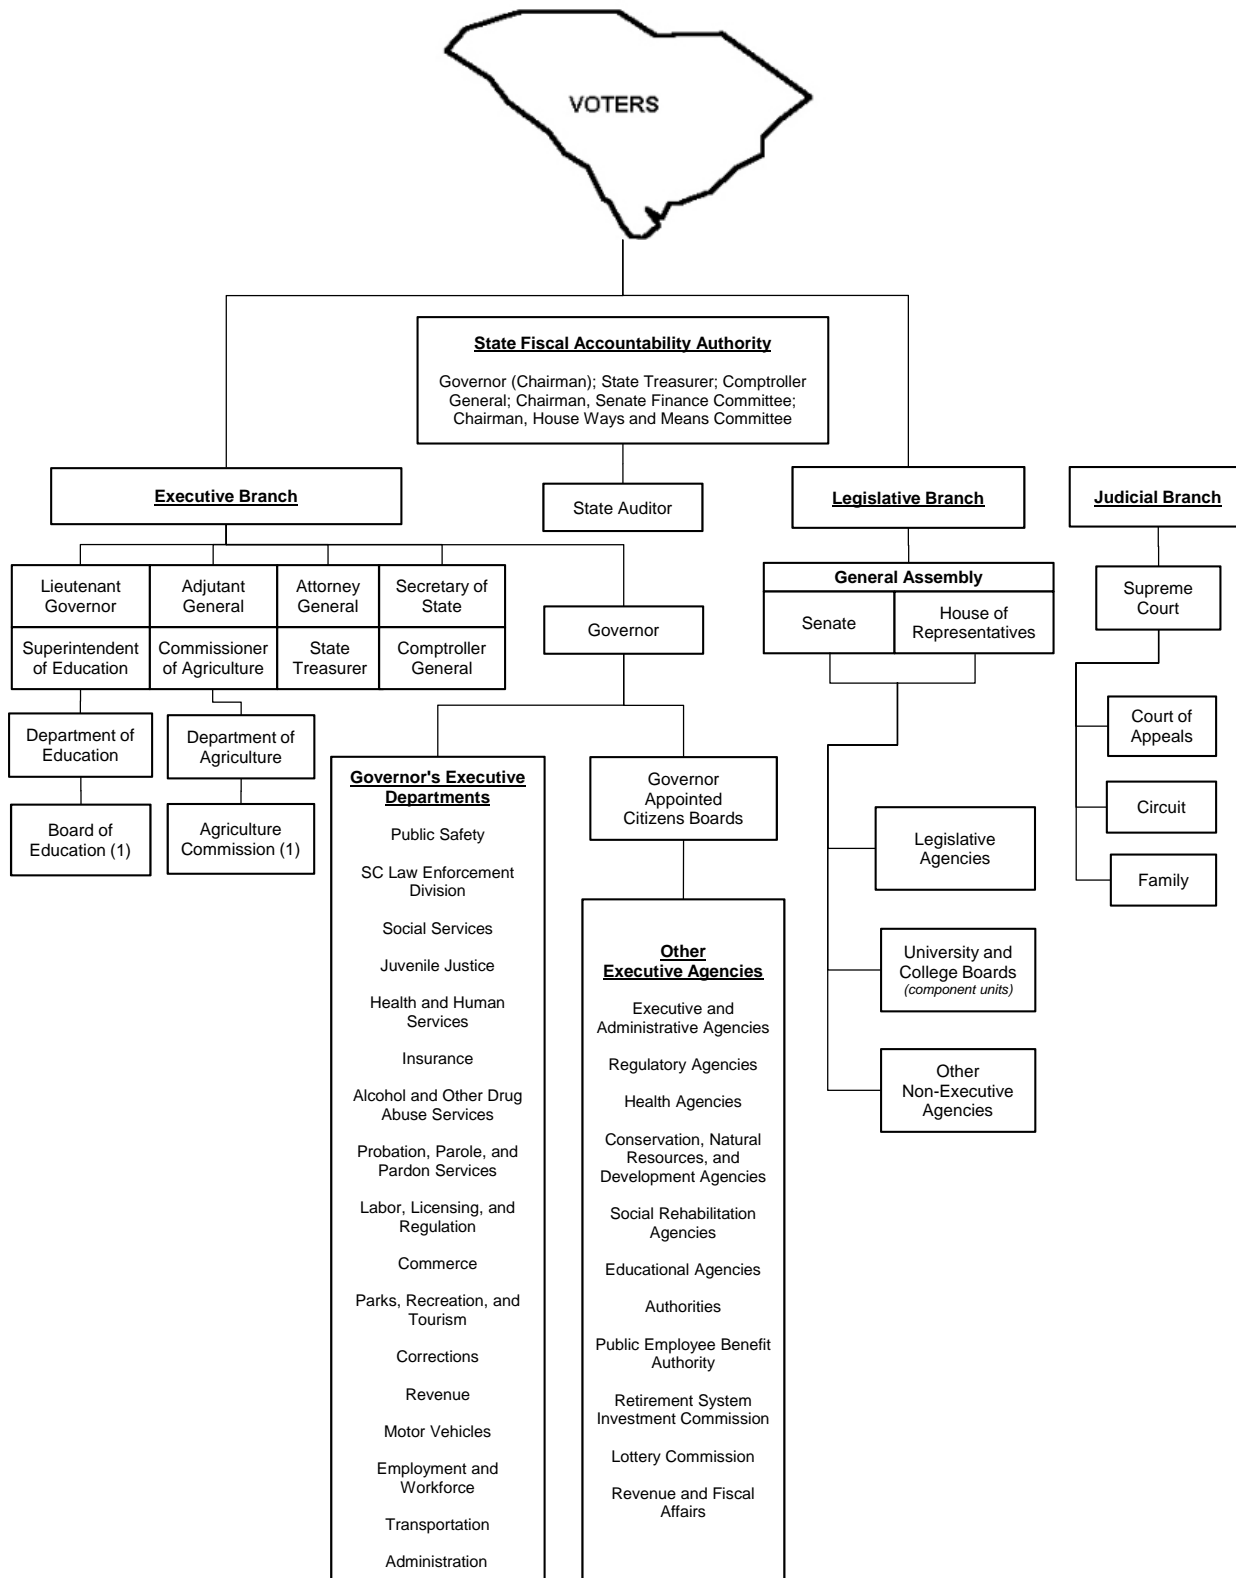 VOTERS
State Fiscal Accountability Authority
Governor (Chairman); State Treasurer; Comptroller
General; Chairman, Senate Finance Committee;
Chairman, House Ways and Means Committee
Executive Branch
State Auditor
Legislative Branch
Judicial Branch
Lieutenant
Governor
Adjutant
General
Attorney
General
Secretary of
State
Superintendent
of Education
Commissioner
of Agriculture
State
Treasurer
Comptroller
General
Governor
General Assembly
Senate
House of
Representatives
Supreme
Court
Department of
Education
Department of
Agriculture
Board of
Education (1)
Agriculture
Commission (1)
Governor's Executive
Departments
Public Safety
SC Law Enforcement
Division
Social Services
Juvenile Justice
Health and Human
Services
Insurance
Alcohol and Other Drug
Abuse Services
Probation, Parole, and
Pardon Services
Labor, Licensing, and
Regulation
Commerce
Parks, Recreation, and
Tourism
Corrections
Revenue
Motor Vehicles
Employment and
Workforce
Transportation
Administration
Governor
Appointed
Citizens Boards
Other
Executive Agencies
Executive and
Administrative Agencies
Regulatory Agencies
Health Agencies
Conservation, Natural
Resources, and
Development Agencies
Social Rehabilitation
Agencies
Educational Agencies
Authorities
Public Employee Benefit
Authority
Retirement System
Investment Commission
Lottery Commission
Revenue and Fiscal
Affairs
Legislative
Agencies
University and
College Boards
(component units)
Other
Non-Executive
Agencies
Court of
Appeals
Circuit
Family